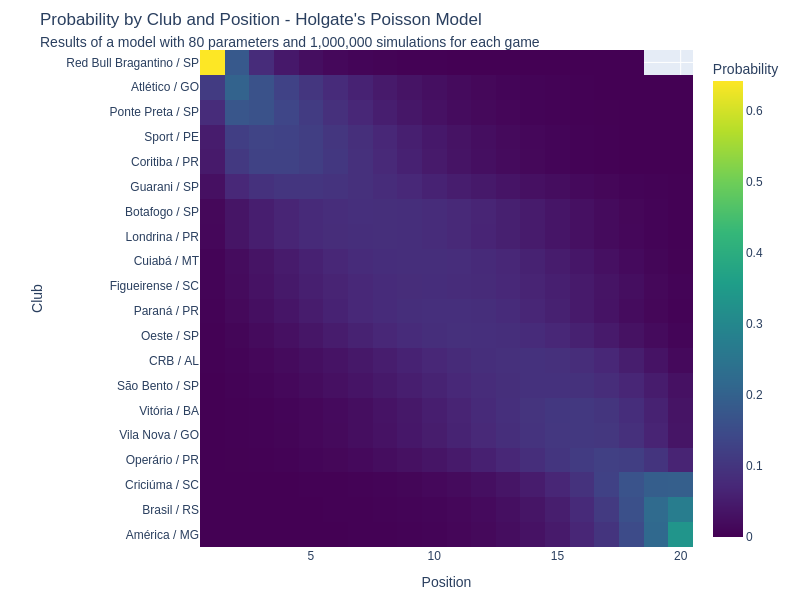 Probability by Club and Position - Holgate's Poisson Model
Results of a model with 80 parameters and 1,000,000 simulations for each game
Red Bull Bragantino / SP
Atlético / GO
Ponte Preta / SP
Sport / PE
Coritiba / PR
Guarani / SP
Botafogo / SP
Londrina / PR
Cuiabá / MT
Figueirense / SC
Paraná / PR
Oeste / SP
CRB / AL
São Bento / SP
Vitória / BA
Vila Nova / GO
Operário / PR
Criciúma / SC
Brasil / RS
América / MG
Club
5 10 15 20
Position
Probability
0.6
0.5
0.4
0.3
0.2
0.1
0